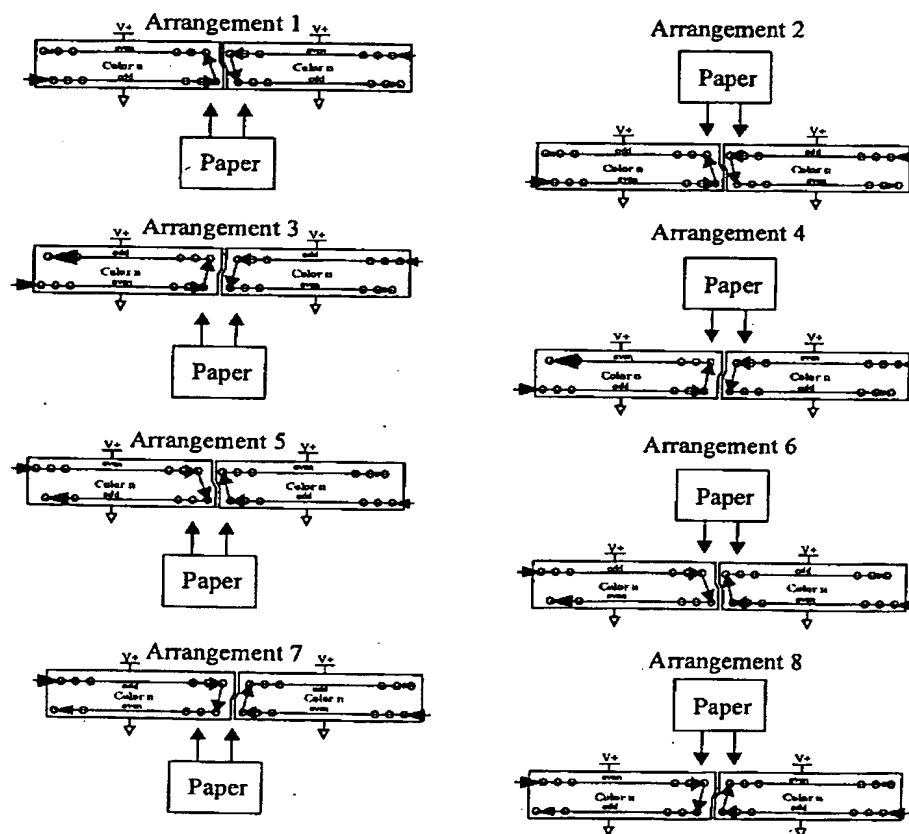 Arrangement 1
V+ V+
even even
Color n Color n
odd odd
Paper
Arrangement 2
Paper
V+ V+
odd odd
Color n Color n
even even
Arrangement 3
V+ V+
odd odd
Color n Color n
even even
Paper
Arrangement 4
Paper
V+ V+
even even
Color n Color n
odd odd
Arrangement 5
V+ V+
even even
Color n Color n
odd odd
Paper
Arrangement 6
Paper
V+ V+
odd odd
Color n Color n
even even
Arrangement 7
V+ V+
odd odd
Color n Color n
even even
Paper
Arrangement 8
Paper
V+ V+
even even
Color n Color n
odd odd